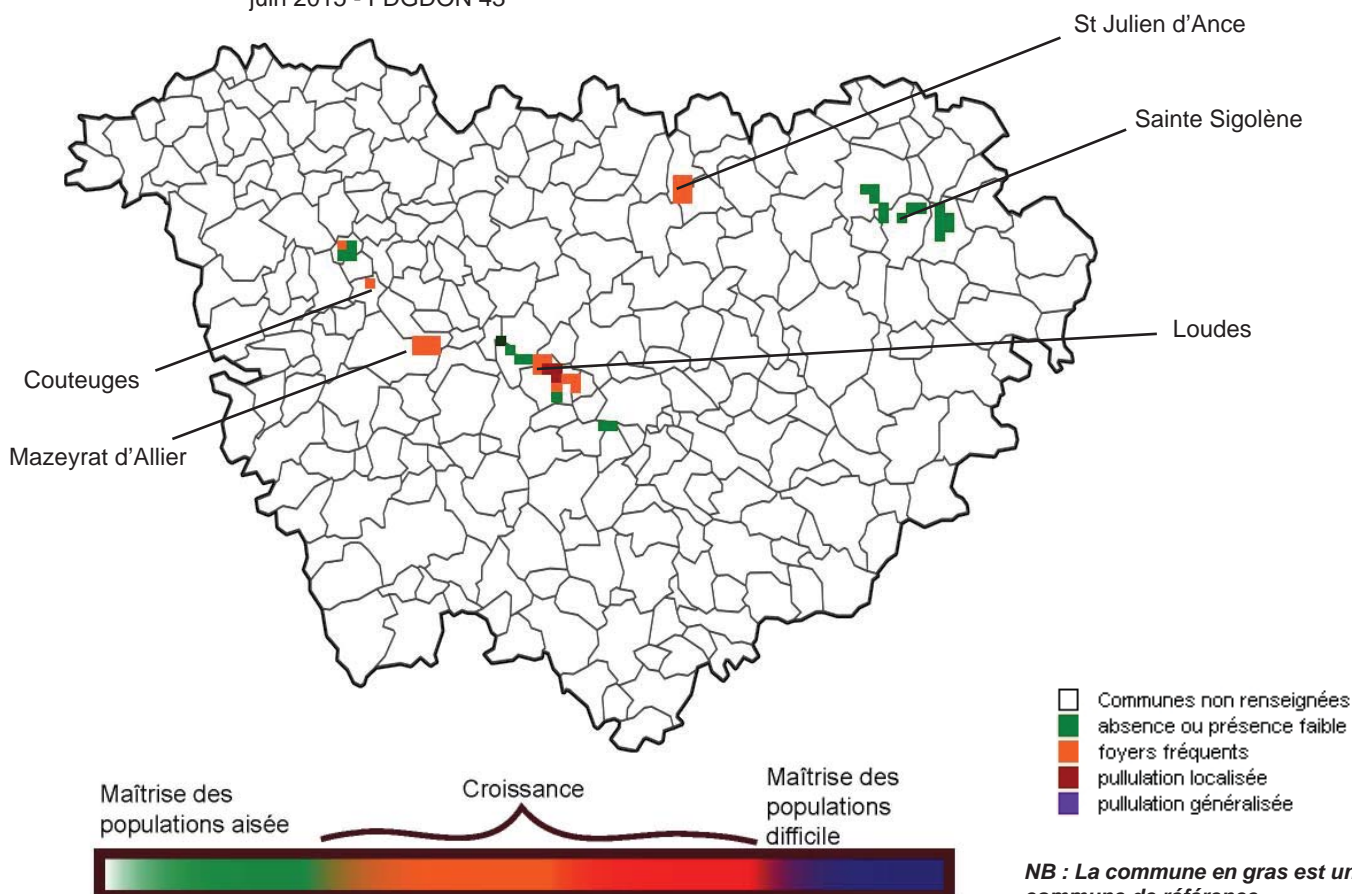 St Julien d'Ance
Sainte Sigolène
Loudes
Couteuges
Mazeyrat d'Allier
Communes non renseignées
absence ou présence faible
foyers fréquents
pullulation localisée
pullulation généralisée
Maîtrise des
populations aisée
Croissance
Maîtrise des
populations
difficile
NB : La commune en gras est